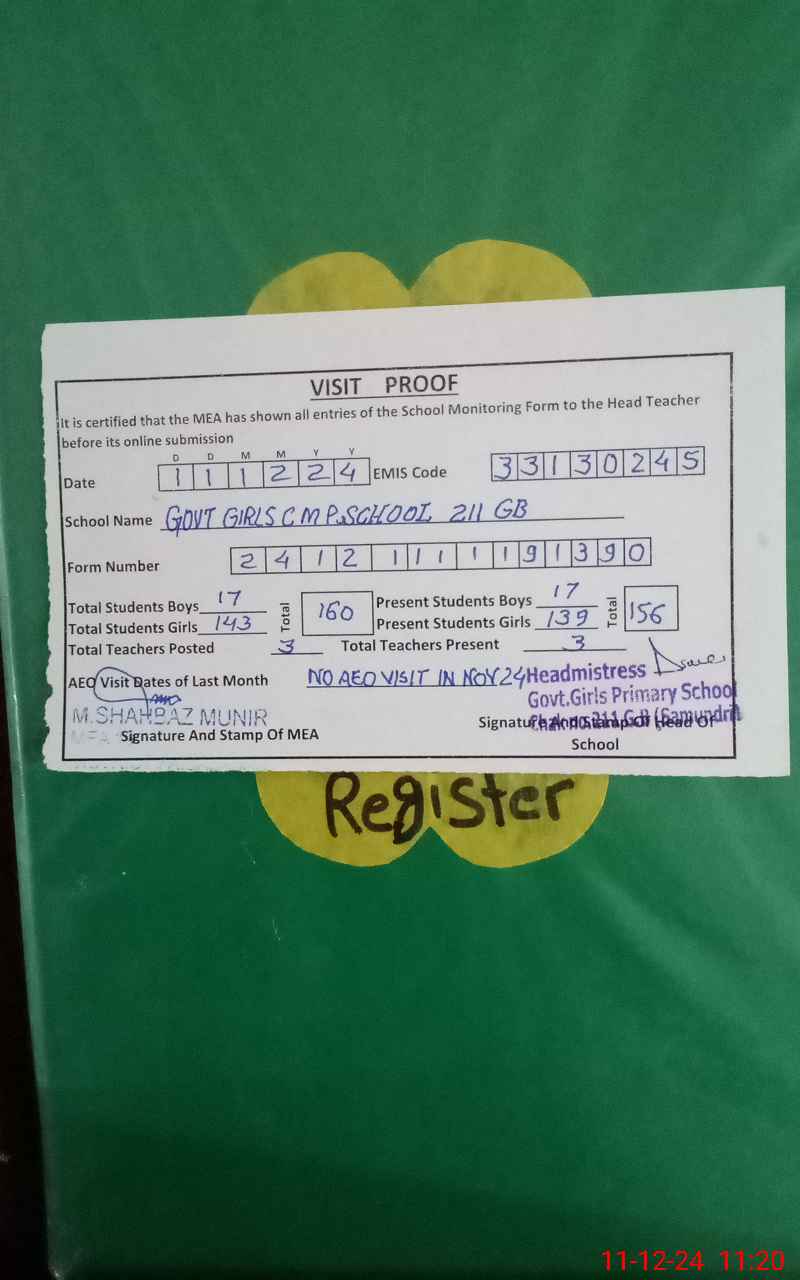 VISIT PROOF
It is certified that the MEA has shown all entries of the School Monitoring Form to the Head Teacher
before its online submission
D D M M Y Y
Date 1 1 1 2 2 4 EMIS Code 3 3 1 3 0 2 4 5
School Name GOVT GIRLS C M P.SCHOOL 211 GB
Form Number 2 4 1 2 1 1 1 1 1 9 1 3 9 0
Total Students Boys 17 Total 160 Present Students Boys 17 Total 156
Total Students Girls 143 Present Students Girls 139
Total Teachers Posted 3 Total Teachers Present 3
AEO Visit Dates of Last Month NO AEO VISIT IN NOV 24 Headmistress
Govt.Girls Primary School
M.SHAHBAZ MUNIR Signature And Stamp Of Head Of
Chak no.211 G.B (Samundri
MEA Signature And Stamp Of MEA
School
Register
11-12-24 11:20